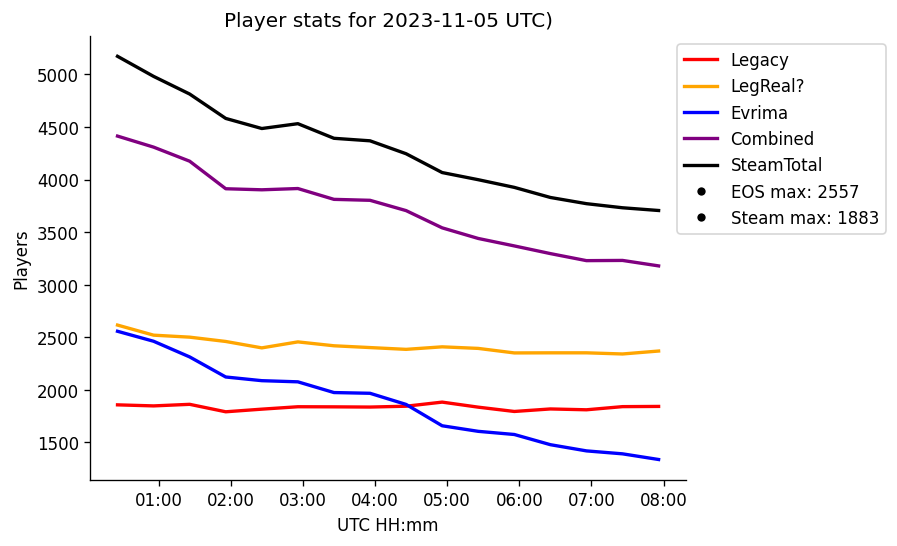 Player stats for 2023-11-05 UTC)
Legacy
LegReal?
Evrima
Combined
SteamTotal
EOS max: 2557
Steam max: 1883
Players
5000
4500
4000
3500
3000
2500
2000
1500
01:00 02:00 03:00 04:00 05:00 06:00 07:00 08:00
UTC HH:mm